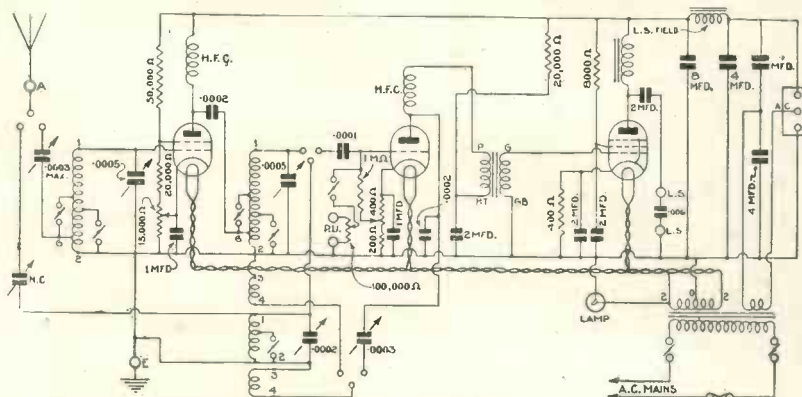 L.S. FIELD
H.F.C.
50,000 Ω
·0002
A
·0003
MAX.
·0005
20,000 Ω
15,000 Ω
1 MFD.
N.C.
E
1
2
1
6
2
3
4
1
2
3
4
·0005
·0001
1 MΩ
H.F.C.
P.U.
400 Ω
200 Ω
1 MFD
100,000 Ω
·0002
·0002
·0003
P
G
HT
GB
2 MFD.
20,000 Ω
8000 Ω
400 Ω
2 MFD.
2 MFD.
2 MFD.
L.S.
·006
L.S.
LAMP
8
MFD.
4
MFD.
MFD.
A.C.
4 MFD.
2
0
2
A.C. MAINS